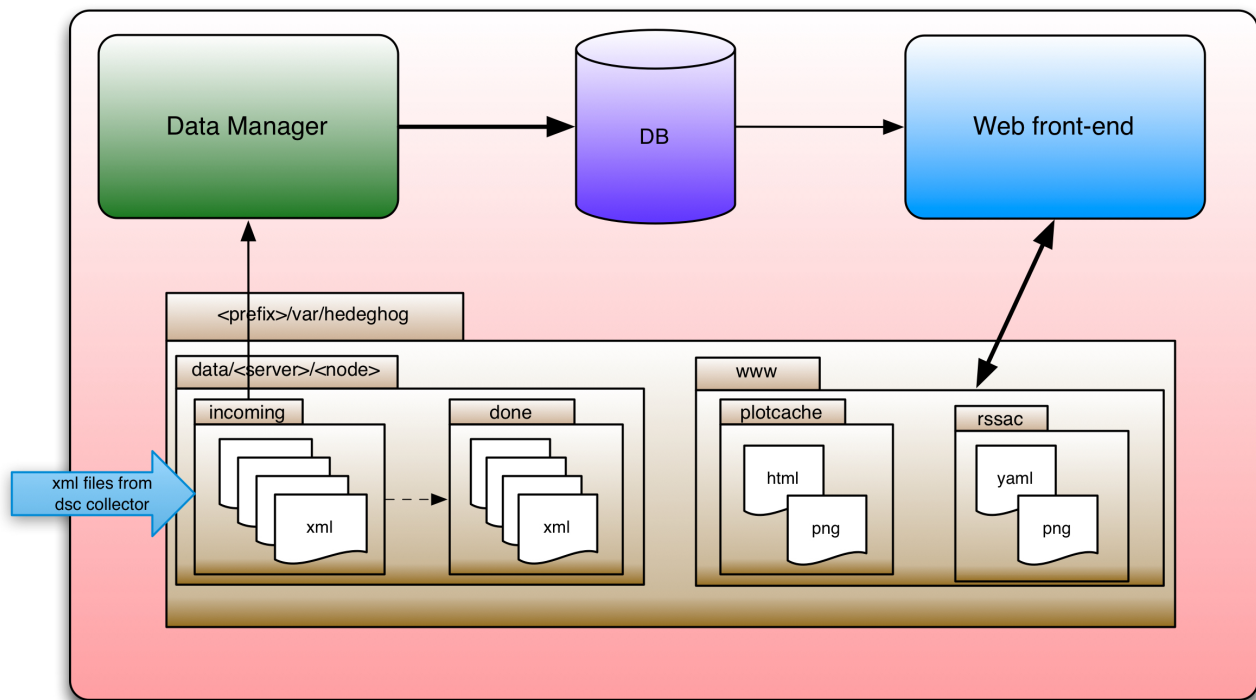 Data Manager
DB
Web front-end
<prefix>/var/hedeghog
data/<server>/<node>
www
incoming
done
plotcache
rssac
xml files from
dsc collector
xml
xml
html
png
yaml
png